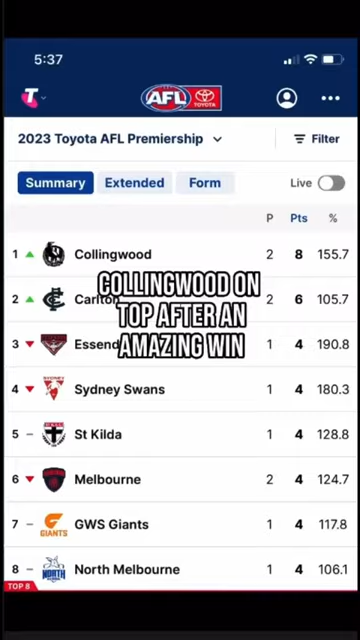 5:37
T
AFL TOYOTA
2023 Toyota AFL Premiership
Filter
Summary Extended Form Live
P Pts %
1 Collingwood 2 8 155.7
2 Carlton 2 6 105.7
COLLINGWOOD ON
TOP AFTER AN
AMAZING WIN
3 Essend 1 4 190.8
4 SYDNEY Sydney Swans 1 4 180.3
5 St Kilda 1 4 128.8
6 Melbourne 2 4 124.7
7 GIANTS GWS Giants 1 4 117.8
8 NORTH North Melbourne 1 4 106.1
TOP 8